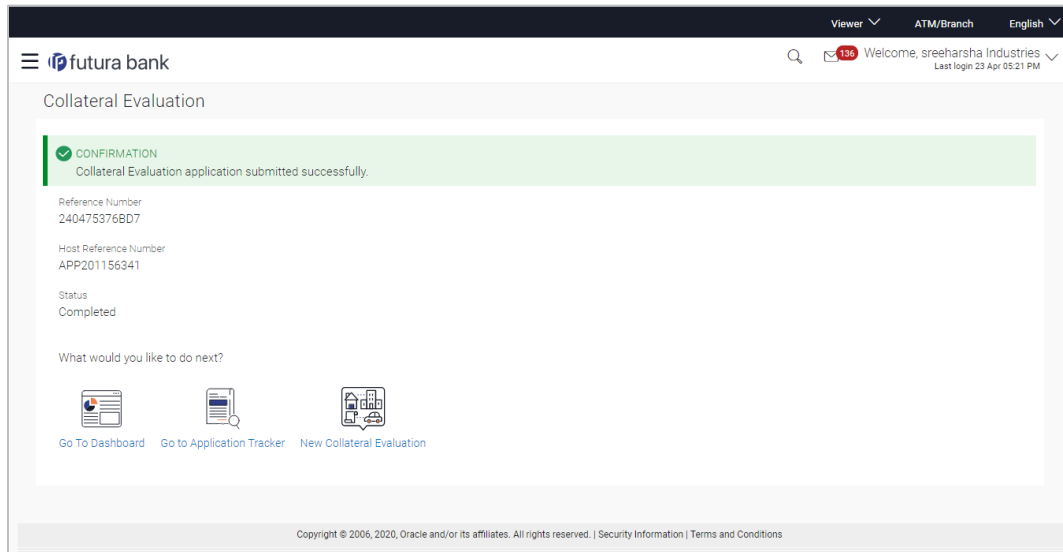 Viewer ATM/Branch English
futura bank 136 Welcome, sreeharsha Industries
Last login 23 Apr 05:21 PM
Collateral Evaluation
CONFIRMATION
Collateral Evaluation application submitted successfully.
Reference Number
240475376BD7
Host Reference Number
APP201156341
Status
Completed
What would you like to do next?
Go To Dashboard Go to Application Tracker New Collateral Evaluation
Copyright © 2006, 2020, Oracle and/or its affiliates. All rights reserved. | Security Information | Terms and Conditions